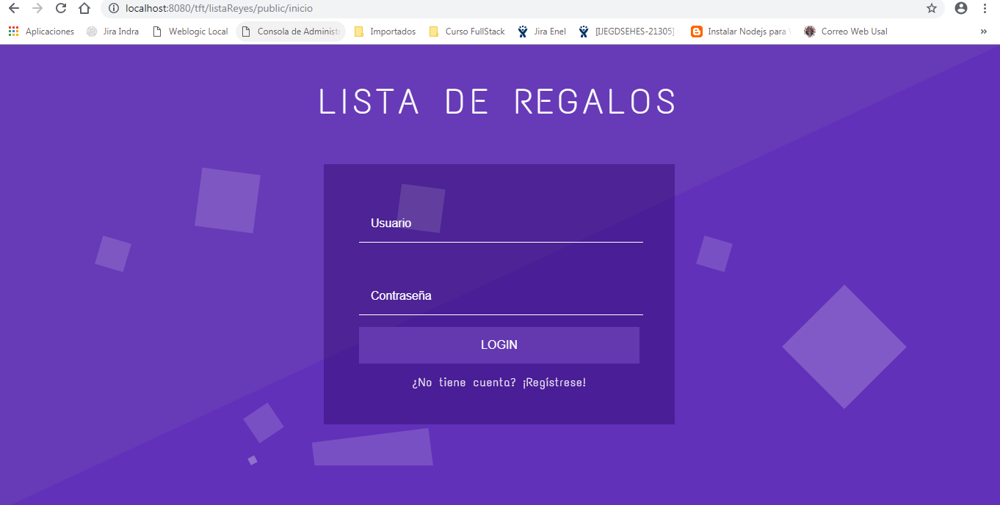 localhost:8080/tft/listaReyes/public/inicio
Aplicaciones Jira Indra Weblogic Local Consola de Administ Importados Curso FullStack Jira Enel [IJEGDSEHES-21305] Instalar Nodejs para Correo Web Usal »
LISTA DE REGALOS
Usuario
Contraseña
LOGIN
¿No tiene cuenta? ¡Regístrese!